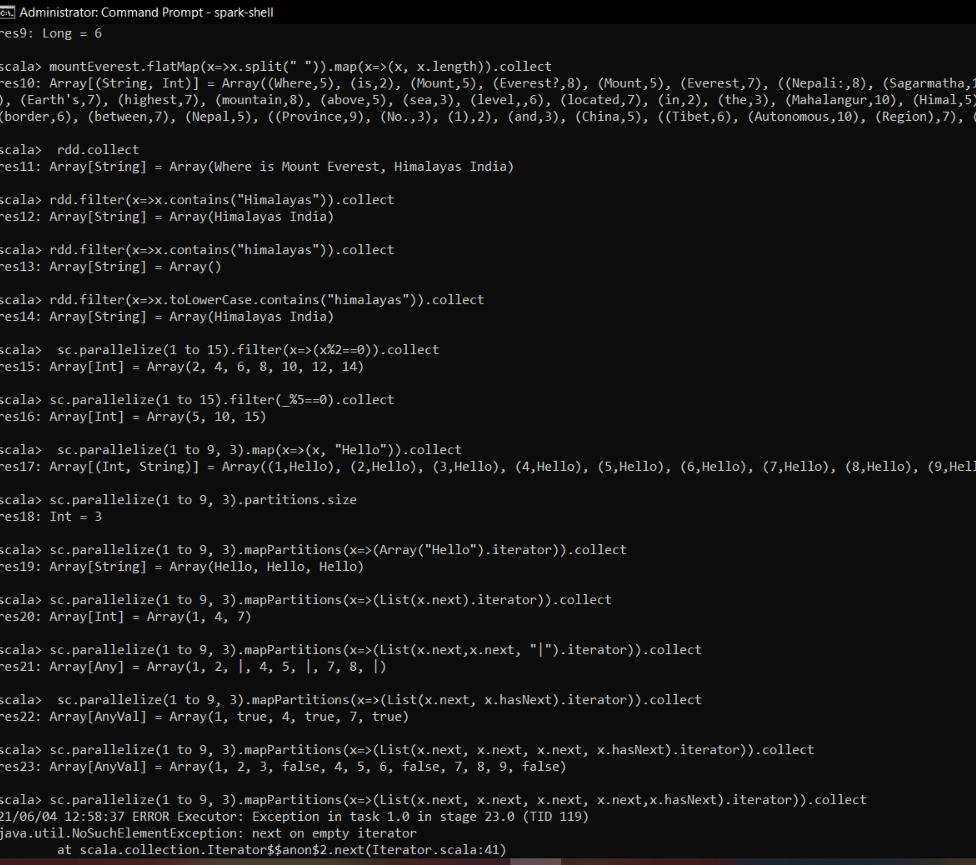 Administrator: Command Prompt - spark-shell
res9: Long = 6
scala> mountEverest.flatMap(x=>x.split(" ")).map(x=>(x, x.length)).collect
res10: Array[(String, Int)] = Array((Where,5), (is,2), (Mount,5), (Everest?,8), (Mount,5), (Everest,7), ((Nepali:,8), (Sagarmatha,1
), (Earth's,7), (highest,7), (mountain,8), (above,5), (sea,3), (level,,6), (located,7), (in,2), (the,3), (Mahalangur,10), (Himal,5)
(border,6), (between,7), (Nepal,5), ((Province,9), (No.,3), (1),2), (and,3), (China,5), ((Tibet,6), (Autonomous,10), (Region),7), (
scala>  rdd.collect
res11: Array[String] = Array(Where is Mount Everest, Himalayas India)
scala> rdd.filter(x=>x.contains("Himalayas")).collect
res12: Array[String] = Array(Himalayas India)
scala> rdd.filter(x=>x.contains("himalayas")).collect
res13: Array[String] = Array()
scala> rdd.filter(x=>x.toLowerCase.contains("himalayas")).collect
res14: Array[String] = Array(Himalayas India)
scala>  sc.parallelize(1 to 15).filter(x=>(x%2==0)).collect
res15: Array[Int] = Array(2, 4, 6, 8, 10, 12, 14)
scala> sc.parallelize(1 to 15).filter(_%5==0).collect
res16: Array[Int] = Array(5, 10, 15)
scala>  sc.parallelize(1 to 9, 3).map(x=>(x, "Hello")).collect
res17: Array[(Int, String)] = Array((1,Hello), (2,Hello), (3,Hello), (4,Hello), (5,Hello), (6,Hello), (7,Hello), (8,Hello), (9,Hell
scala> sc.parallelize(1 to 9, 3).partitions.size
res18: Int = 3
scala> sc.parallelize(1 to 9, 3).mapPartitions(x=>(Array("Hello").iterator)).collect
res19: Array[String] = Array(Hello, Hello, Hello)
scala> sc.parallelize(1 to 9, 3).mapPartitions(x=>(List(x.next).iterator)).collect
res20: Array[Int] = Array(1, 4, 7)
scala> sc.parallelize(1 to 9, 3).mapPartitions(x=>(List(x.next,x.next, "|").iterator)).collect
res21: Array[Any] = Array(1, 2, |, 4, 5, |, 7, 8, |)
scala>  sc.parallelize(1 to 9, 3).mapPartitions(x=>(List(x.next, x.hasNext).iterator)).collect
res22: Array[AnyVal] = Array(1, true, 4, true, 7, true)
scala> sc.parallelize(1 to 9, 3).mapPartitions(x=>(List(x.next, x.next, x.next, x.hasNext).iterator)).collect
res23: Array[AnyVal] = Array(1, 2, 3, false, 4, 5, 6, false, 7, 8, 9, false)
scala> sc.parallelize(1 to 9, 3).mapPartitions(x=>(List(x.next, x.next, x.next, x.next,x.hasNext).iterator)).collect
21/06/04 12:58:37 ERROR Executor: Exception in task 1.0 in stage 23.0 (TID 119)
java.util.NoSuchElementException: next on empty iterator
        at scala.collection.Iterator$$anon$2.next(Iterator.scala:41)